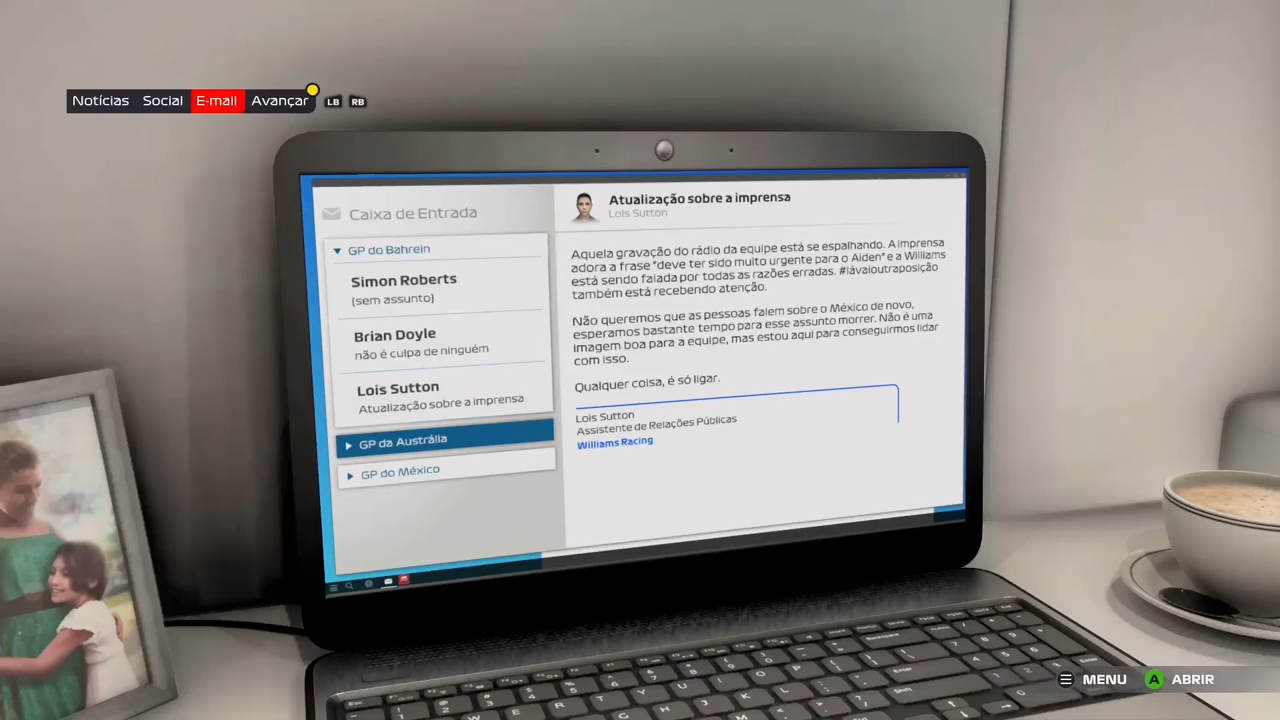 Notícias Social E-mail Avançar LB RB
Caixa de Entrada
GP do Bahrein
Simon Roberts
(sem assunto)
Brian Doyle
não é culpa de ninguém
Lois Sutton
Atualização sobre a imprensa
GP da Austrália
GP do México
Atualização sobre a imprensa
Lois Sutton
Aquela gravação do rádio da equipe está se espalhando. A imprensa
adora a frase "deve ter sido muito urgente para o Aiden" e a Williams
está sendo falada por todas as razões erradas. #lávaloutraposição
também está recebendo atenção.
Não queremos que as pessoas falem sobre o México de novo,
esperamos bastante tempo para esse assunto morrer. Não é uma
imagem boa para a equipe, mas estou aqui para conseguirmos lidar
com isso.
Qualquer coisa, é só ligar.
Lois Sutton
Assistente de Relações Públicas
Williams Racing
MENU A ABRIR